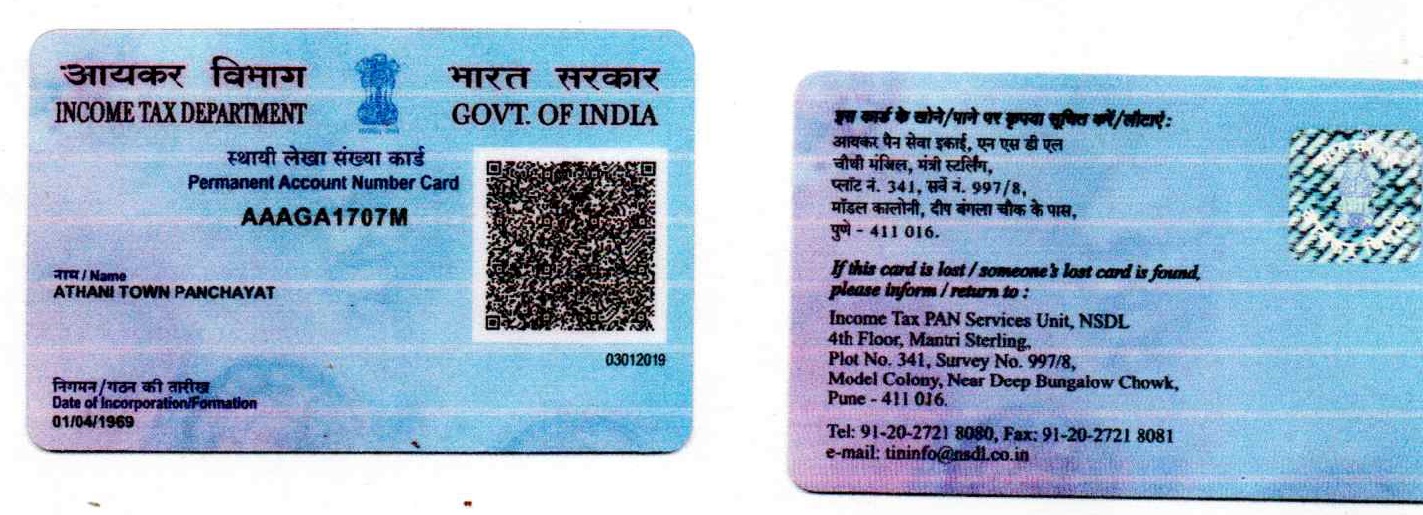 आयकर विभाग
INCOME TAX DEPARTMENT
भारत सरकार
GOVT. OF INDIA
स्थायी लेखा संख्या कार्ड
Permanent Account Number Card
AAAGA1707M
नाम / Name
ATHANI TOWN PANCHAYAT
03012019
निगमन/गठन की तारीख
Date of Incorporation/Formation
01/04/1969
इस कार्ड के खोने/पाने पर कृपया सूचित करें/लौटाएं:
आयकर पैन सेवा इकाई, एन एस डी एल
चौथी मंजिल, मंत्री स्टर्लिंग,
प्लॉट नं. 341, सर्वे नं. 997/8,
मॉडल कालोनी, दीप बंगला चौक के पास,
पुणे - 411 016.
If this card is lost / someone's lost card is found,
please inform / return to :
Income Tax PAN Services Unit, NSDL
4th Floor, Mantri Sterling,
Plot No. 341, Survey No. 997/8,
Model Colony, Near Deep Bungalow Chowk,
Pune - 411 016.
Tel: 91-20-2721 8080, Fax: 91-20-2721 8081
e-mail: tininfo@nsdl.co.in